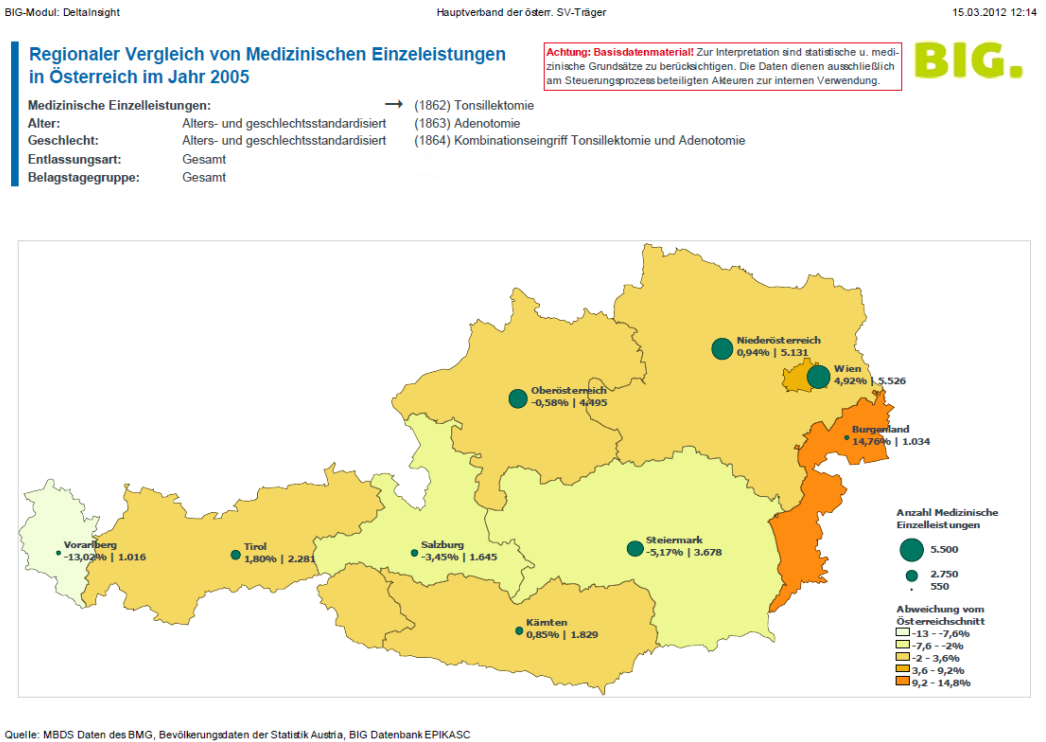 BIG-Modul: DeltaInsight Hauptverband der österr. SV-Träger 15.03.2012 12:14
Regionaler Vergleich von Medizinischen Einzeleistungen
in Österreich im Jahr 2005
Achtung: Basisdatenmaterial! Zur Interpretation sind statistische u. medi-
zinische Grundsätze zu berücksichtigen. Die Daten dienen ausschließlich
am Steuerungsprozess beteiligten Akteuren zur internen Verwendung.
BIG.
Medizinische Einzelleistungen: → (1862) Tonsillektomie
Alter: Alters- und geschlechtsstandardisiert (1863) Adenotomie
Geschlecht: Alters- und geschlechtsstandardisiert (1864) Kombinationseingriff Tonsillektomie und Adenotomie
Entlassungsart: Gesamt
Belagstagegruppe: Gesamt
Niederösterreich
0,94% | 5.131
Wien
4,92% | 5.526
Oberösterreich
-0,58% | 4.495
Burgenland
14,76% | 1.034
Vorarlberg
-13,02% | 1.016
Tirol
1,80% | 2.281
Salzburg
-3,45% | 1.645
Steiermark
-5,17% | 3.678
Kärnten
0,85% | 1.829
Anzahl Medizinische
Einzelleistungen
5.500
2.750
550
Abweichung vom
Österreichschnitt
-13 - -7,6%
-7,6 - -2%
-2 - 3,6%
3,6 - 9,2%
9,2 - 14,8%
Quelle: MBDS Daten des BMG, Bevölkerungsdaten der Statistik Austria, BIG Datenbank EPIKASC